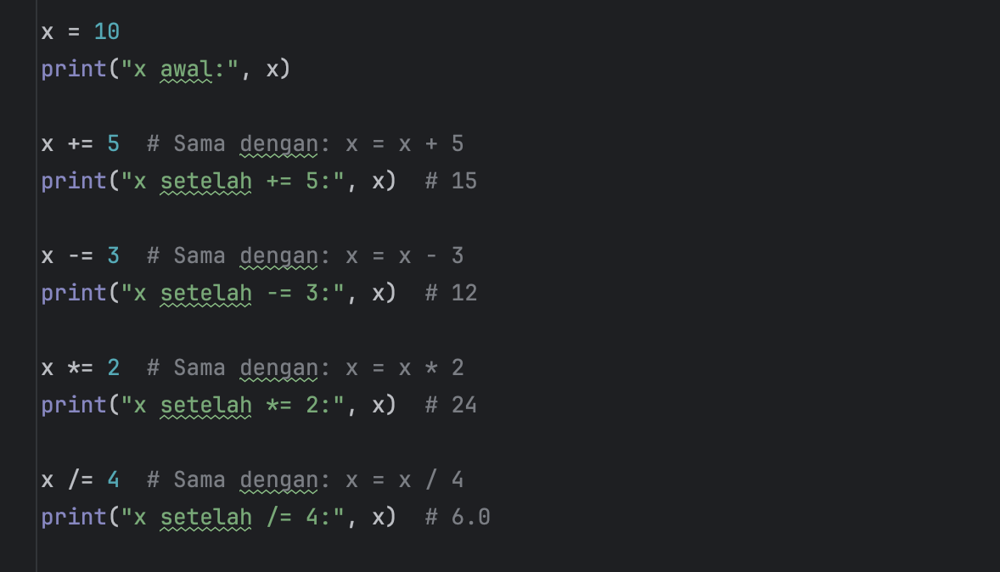 x = 10
print("x awal:", x)
x += 5  # Sama dengan: x = x + 5
print("x setelah += 5:", x)  # 15
x -= 3  # Sama dengan: x = x - 3
print("x setelah -= 3:", x)  # 12
x *= 2  # Sama dengan: x = x * 2
print("x setelah *= 2:", x)  # 24
x /= 4  # Sama dengan: x = x / 4
print("x setelah /= 4:", x)  # 6.0